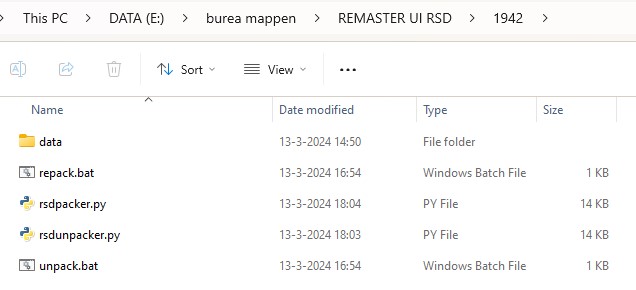 This PC > DATA (E:) > burea mappen > REMASTER UI RSD > 1942 >
Sort View ...
Name Date modified Type Size
data 13-3-2024 14:50 File folder
repack.bat 13-3-2024 16:54 Windows Batch File 1 KB
rsdpacker.py 13-3-2024 18:04 PY File 14 KB
rsdunpacker.py 13-3-2024 18:03 PY File 14 KB
unpack.bat 13-3-2024 16:54 Windows Batch File 1 KB